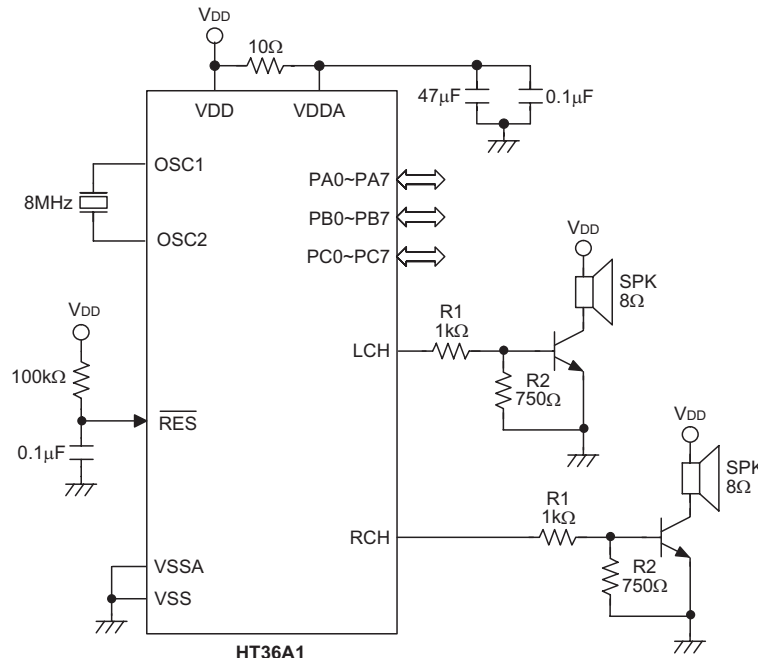 VDD
10Ω
VDD
VDDA
47μF
0.1μF
OSC1
8MHz
OSC2
PA0~PA7
PB0~PB7
PC0~PC7
VDD
SPK
8Ω
R1
1kΩ
LCH
R2
750Ω
VDD
100kΩ
RES
0.1μF
VDD
SPK
8Ω
R1
1kΩ
RCH
R2
750Ω
VSSA
VSS
HT36A1